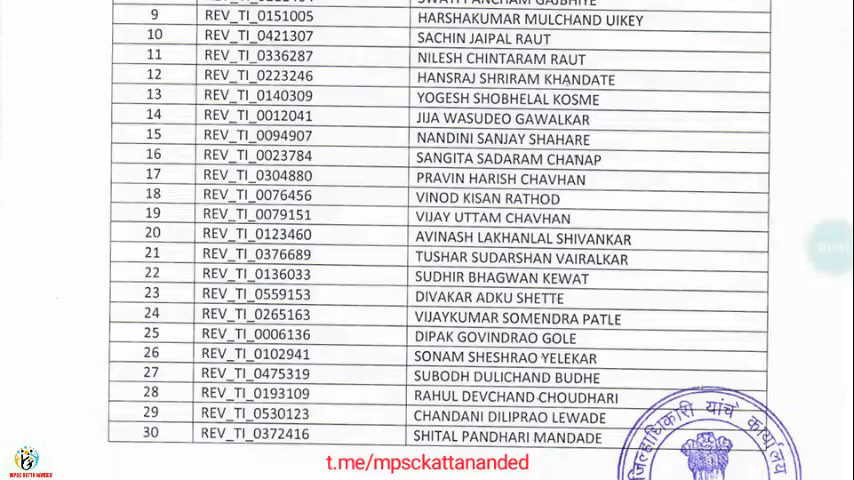 9 REV_TI_0151005 HARSHAKUMAR MULCHAND UIKEY
10 REV_TI_0421307 SACHIN JAIPAL RAUT
11 REV_TI_0336287 NILESH CHINTARAM RAUT
12 REV_TI_0223246 HANSRAJ SHRIRAM KHANDATE
13 REV_TI_0140309 YOGESH SHOBHELAL KOSME
14 REV_TI_0012041 JIJA WASUDEO GAWALKAR
15 REV_TI_0094907 NANDINI SANJAY SHAHARE
16 REV_TI_0023784 SANGITA SADARAM CHANAP
17 REV_TI_0304880 PRAVIN HARISH CHAVHAN
18 REV_TI_0076456 VINOD KISAN RATHOD
19 REV_TI_0079151 VIJAY UTTAM CHAVHAN
20 REV_TI_0123460 AVINASH LAKHANLAL SHIVANKAR
21 REV_TI_0376689 TUSHAR SUDARSHAN VAIRALKAR
22 REV_TI_0136033 SUDHIR BHAGWAN KEWAT
23 REV_TI_0559153 DIVAKAR ADKU SHETTE
24 REV_TI_0265163 VIJAYKUMAR SOMENDRA PATLE
25 REV_TI_0006136 DIPAK GOVINDRAO GOLE
26 REV_TI_0102941 SONAM SHESHRAO YELEKAR
27 REV_TI_0475319 SUBODH DULICHAND BUDHE
28 REV_TI_0193109 RAHUL DEVCHAND CHOUDHARI
29 REV_TI_0530123 CHANDANI DILIPRAO LEWADE
30 REV_TI_0372416 SHITAL PANDHARI MANDADE
जिल्हाधिकारी यांचे कार्यालय
t.me/mpsckattananded